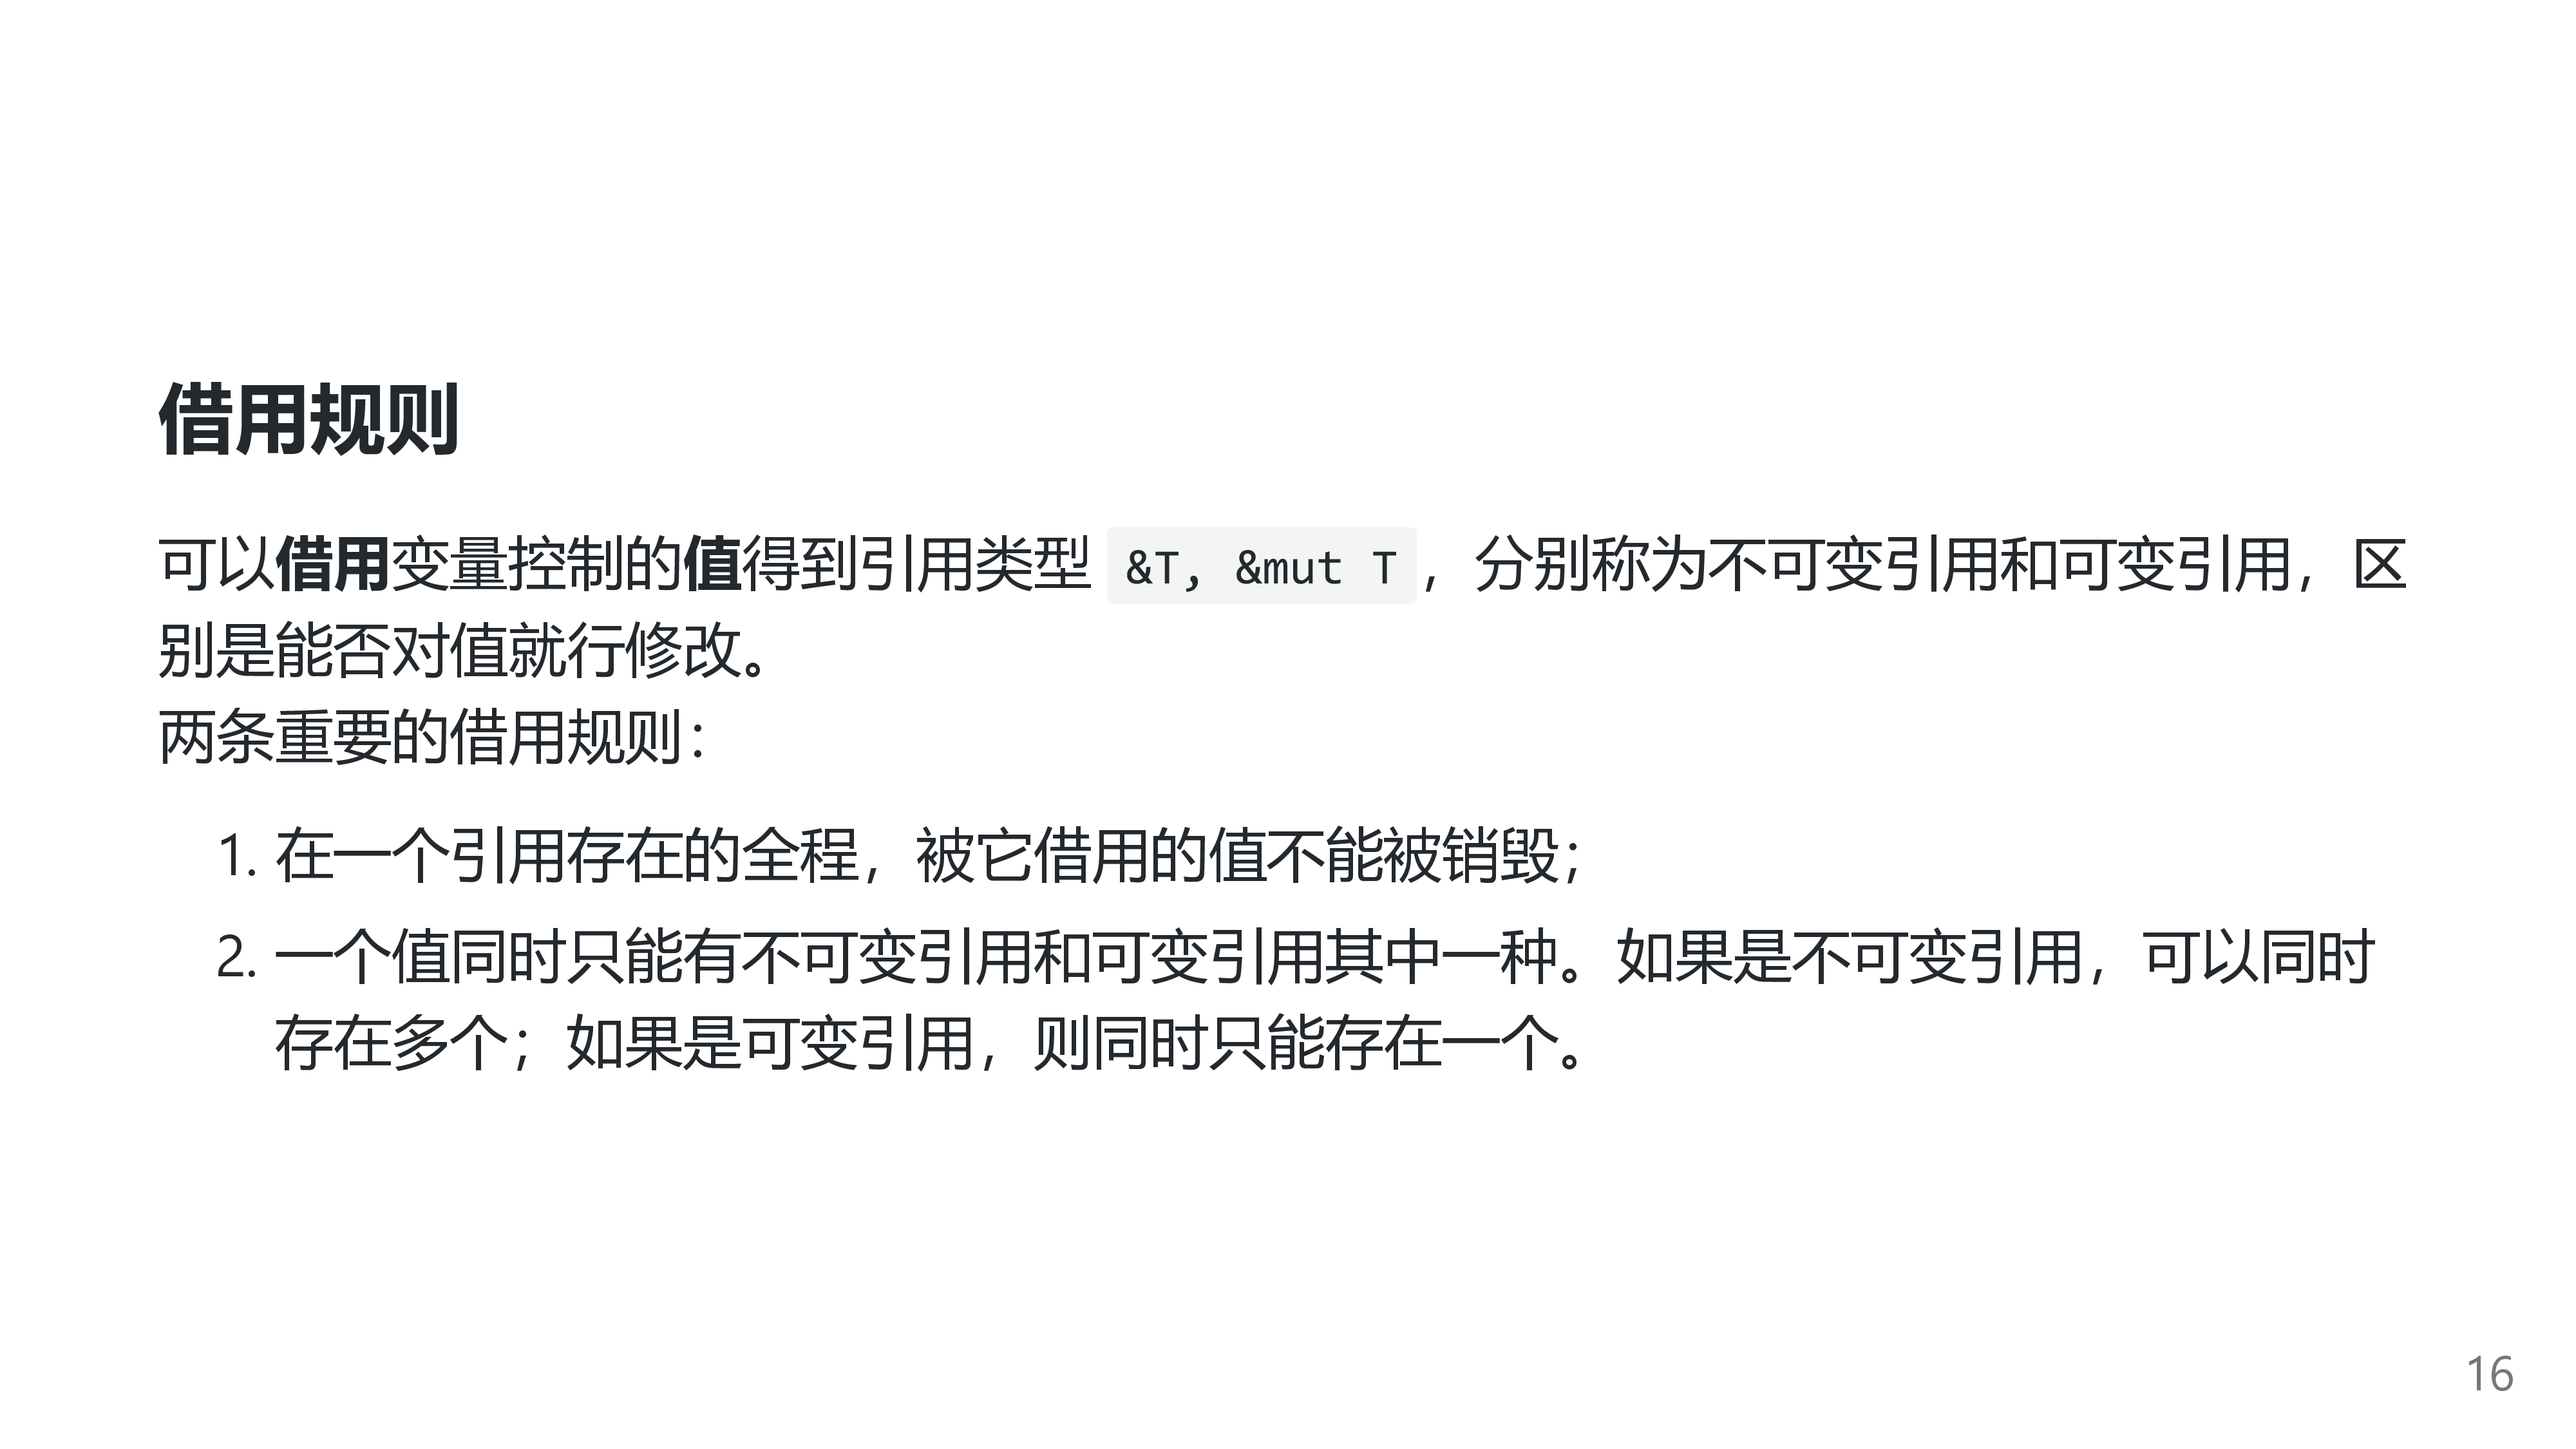 借用规则
可以借用变量控制的值得到引用类型 &T, &mut T，分别称为不可变引用和可变引用，区
别是能否对值就行修改。
两条重要的借用规则：
1. 在一个引用存在的全程，被它借用的值不能被销毁；
2. 一个值同时只能有不可变引用和可变引用其中一种。如果是不可变引用，可以同时
存在多个；如果是可变引用，则同时只能存在一个。
16